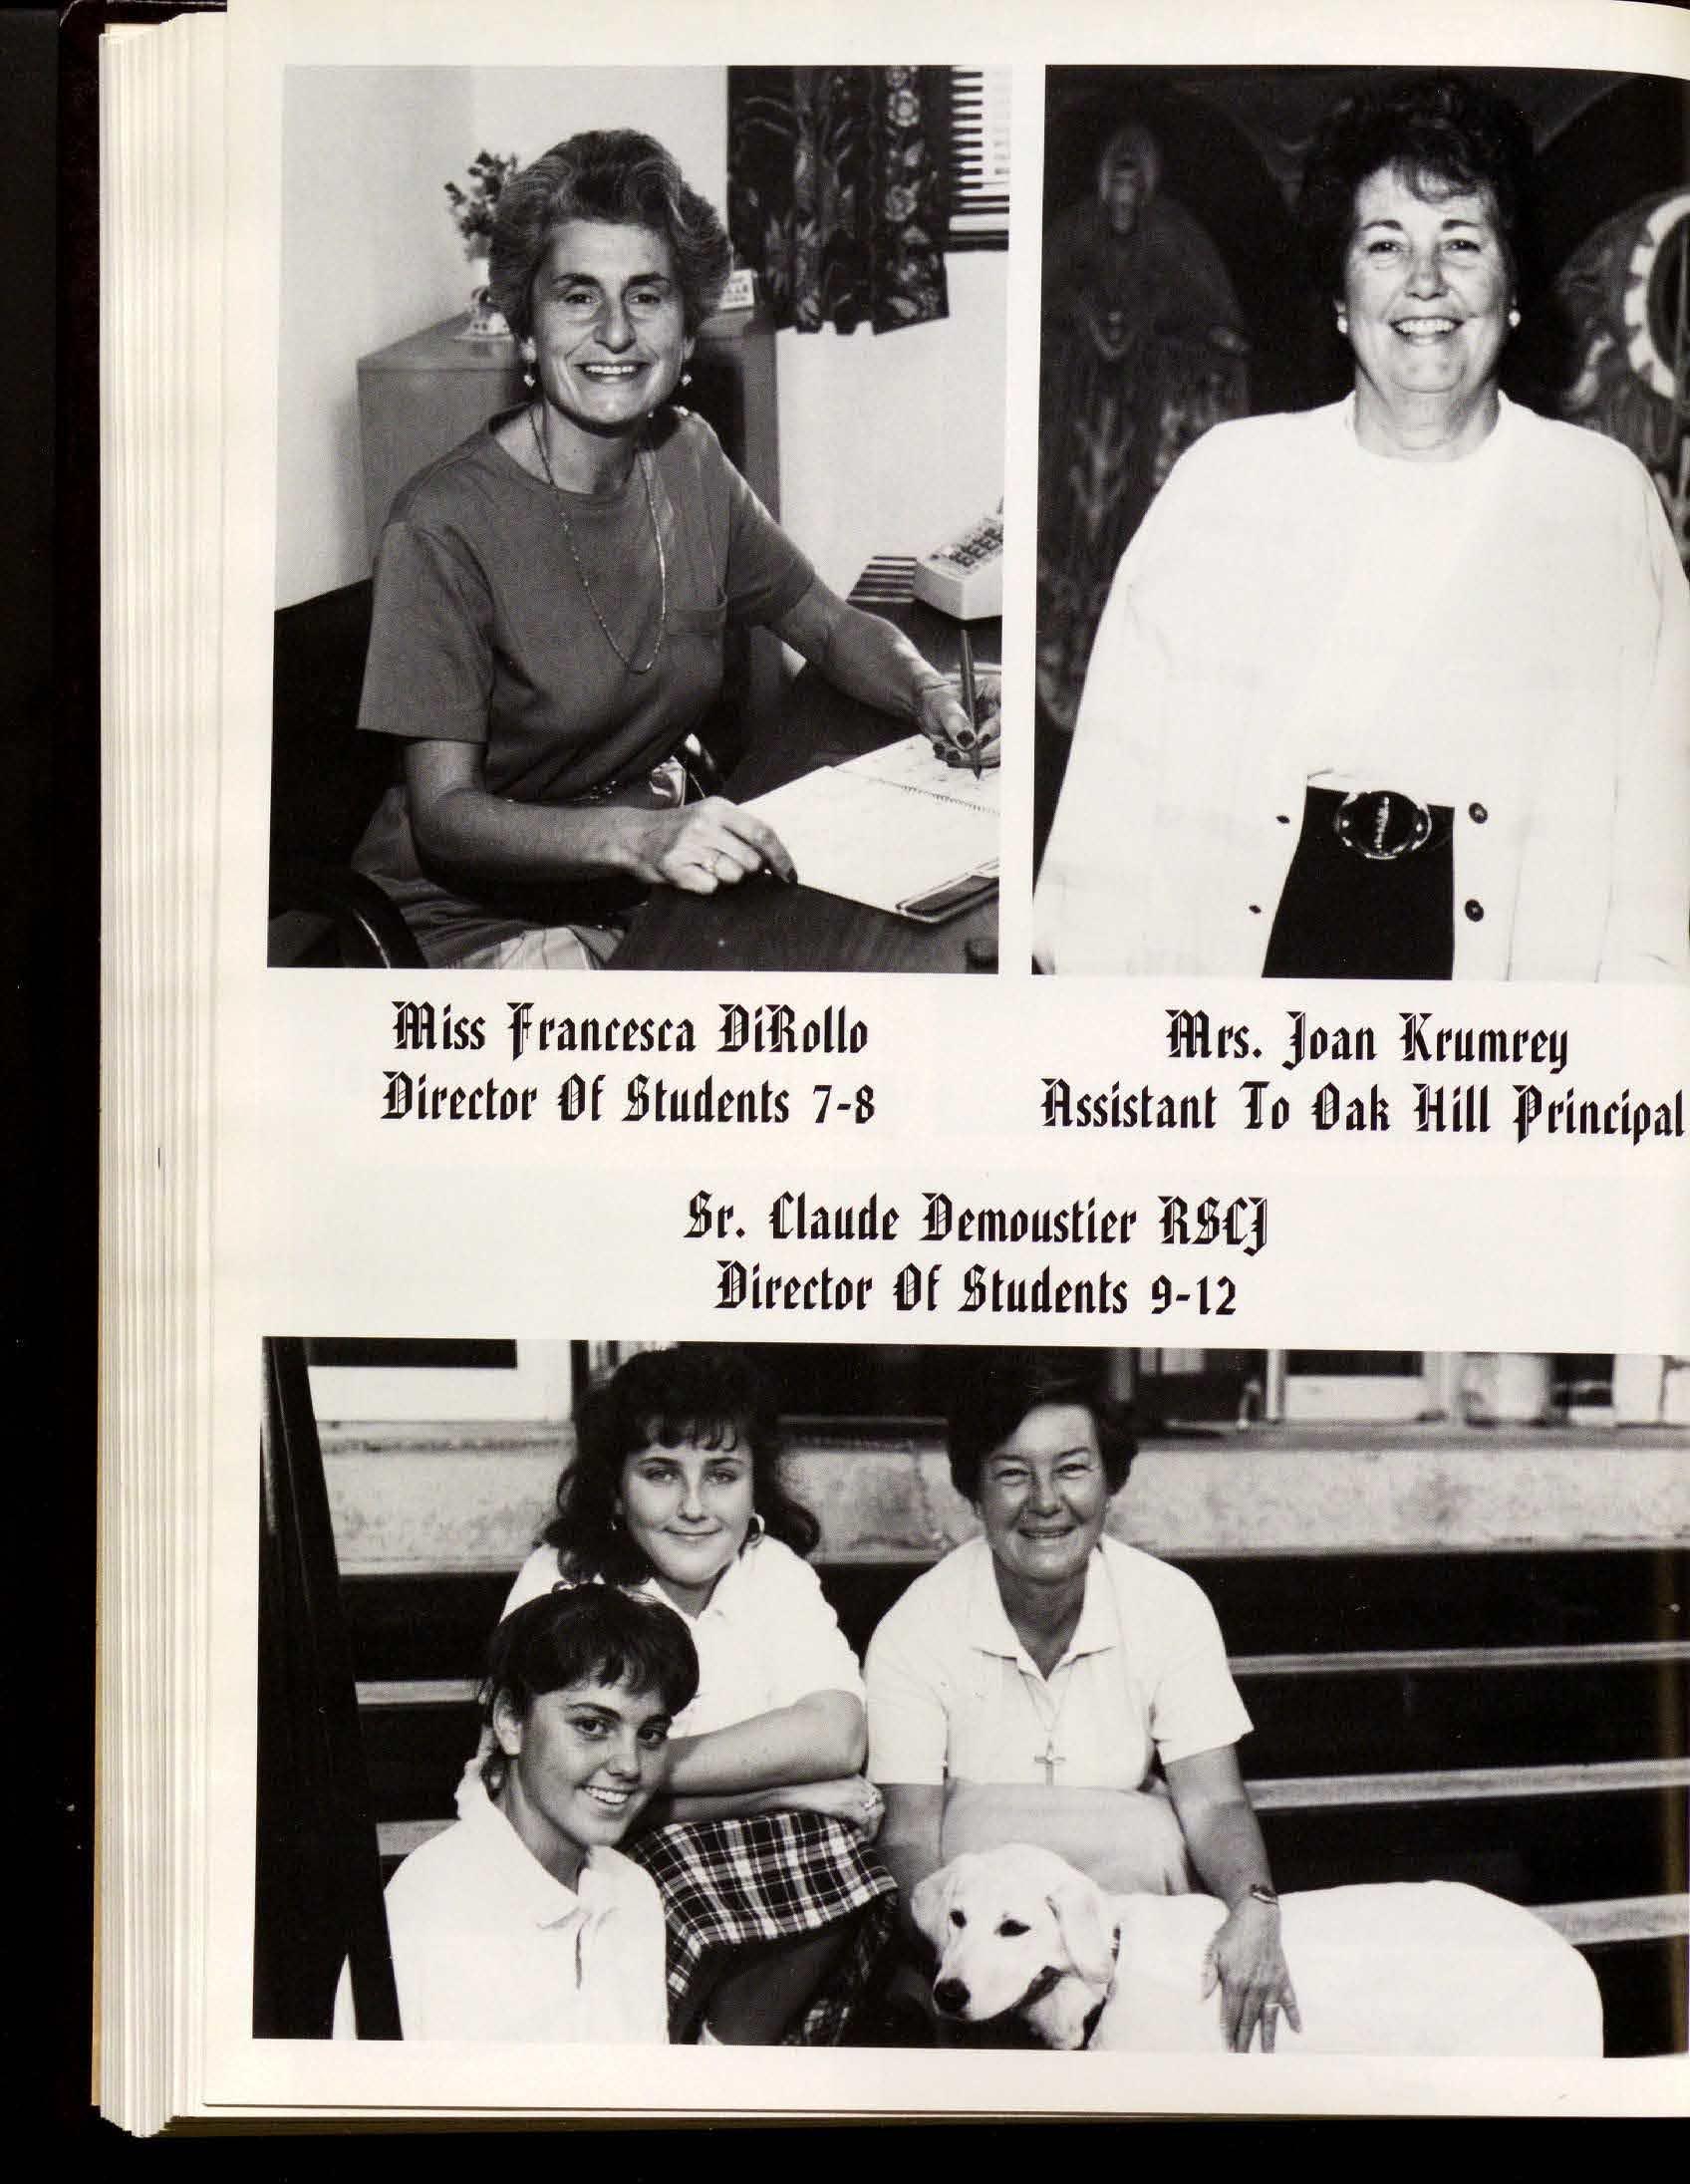 Miss Francesca DiRollo
Director Of Students 7-8
Mrs. Joan Krumrey
Assistant To Oak Hill Principal
Sr. Claude Demoustier RSCJ
Director Of Students 9-12